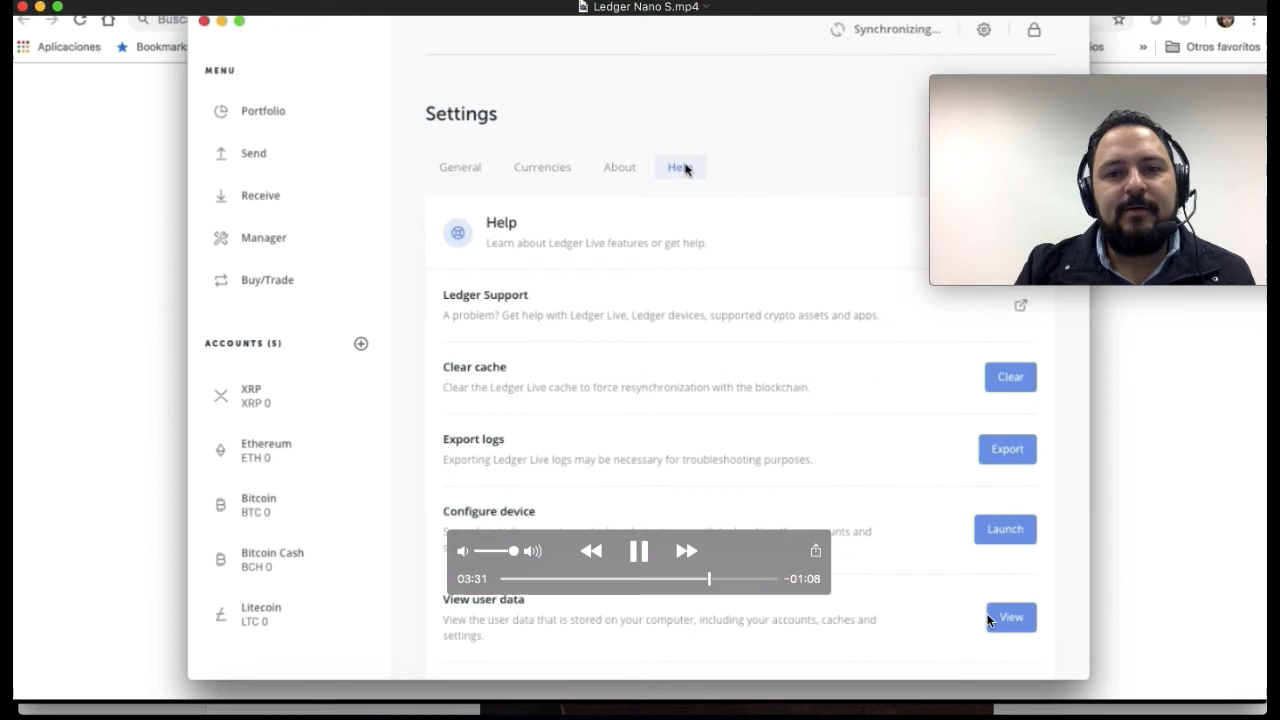 Ledger Nano S.mp4
Aplicaciones
Bookmark
Otros favoritos
Synchronizing...
MENU
Portfolio
Send
Receive
Manager
Buy/Trade
ACCOUNTS (5)
XRP
XRP 0
Ethereum
ETH 0
Bitcoin
BTC 0
Bitcoin Cash
BCH 0
Litecoin
LTC 0
Settings
General Currencies About Help
Help
Learn about Ledger Live features or get help.
Ledger Support
A problem? Get help with Ledger Live, Ledger devices, supported crypto assets and apps.
Clear cache
Clear the Ledger Live cache to force resynchronization with the blockchain.
Clear
Export logs
Exporting Ledger Live logs may be necessary for troubleshooting purposes.
Export
Configure device
Launch
03:31 -01:08
View user data
View the user data that is stored on your computer, including your accounts, caches and
settings.
View